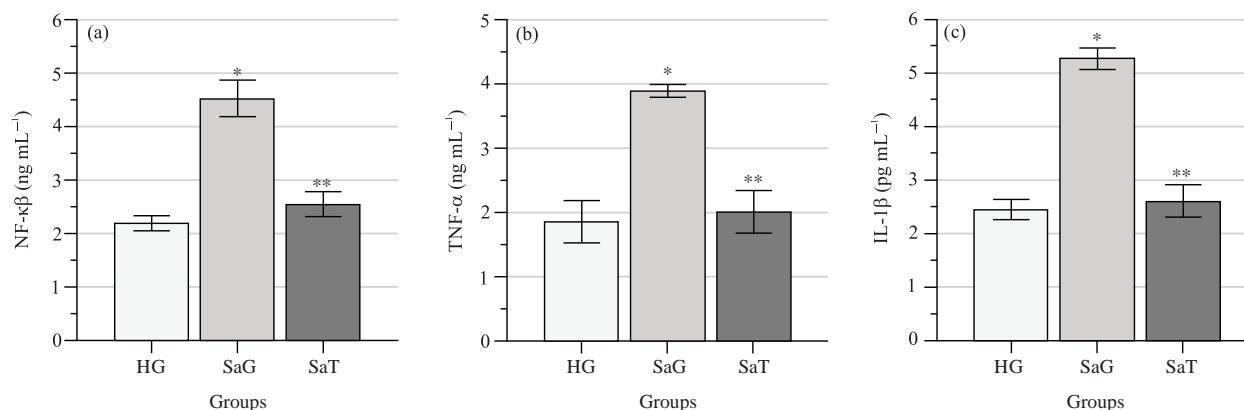 (a)
NF-κβ (ng mL⁻¹)
6
5
4
3
2
1
0
*
**
HG SaG SaT
Groups
(b)
TNF-α (ng mL⁻¹)
5
4
3
2
1
0
*
**
HG SaG SaT
Groups
(c)
IL-1β (pg mL⁻¹)
6
5
4
3
2
1
0
*
**
HG SaG SaT
Groups